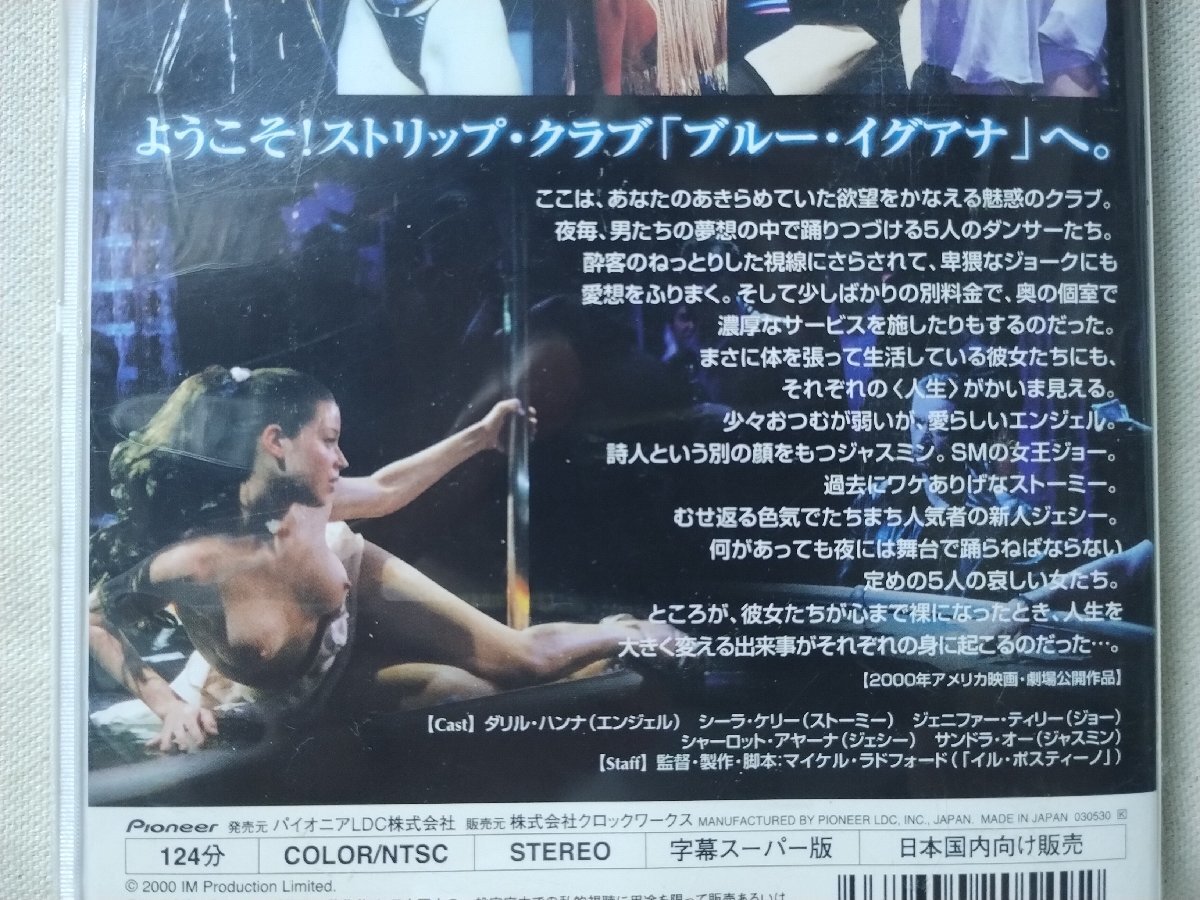 ようこそ!ストリップ・クラブ「ブルー・イグアナ」へ。
ここは、あなたのあきらめていた欲望をかなえる魅惑のクラブ。
夜毎、男たちの夢想の中で踊りつづける5人のダンサーたち。
酔客のねっとりした視線にさらされて、卑猥なジョークにも
愛想をふりまく。そして少しばかりの別料金で、奥の個室で
濃厚なサービスを施したりもするのだった。
まさに体を張って生活している彼女たちにも、
それぞれの〈人生〉がかいま見える。
少々おつむが弱いが、愛らしいエンジェル。
詩人という別の顔をもつジャスミン。SMの女王ジョー。
過去にワケありげなストーミー。
むせ返る色気でたちまち人気者の新人ジェシー。
何があっても夜には舞台で踊らねばならない
定めの5人の哀しい女たち。
ところが、彼女たちが心まで裸になったとき、人生を
大きく変える出来事がそれぞれの身に起こるのだった…。
【2000年アメリカ映画・劇場公開作品】
【Cast】ダリル・ハンナ(エンジェル) シーラ・ケリー(ストーミー) ジェニファー・ティリー(ジョー)
シャーロット・アヤーナ(ジェシー) サンドラ・オー(ジャスミン)
【Staff】監督・製作・脚本:マイケル・ラドフォード(「イル・ポスティーノ」)
Pioneer 発売元 パイオニアLDC株式会社 販売元 株式会社クロックワークス MANUFACTURED BY PIONEER LDC, INC., JAPAN. MADE IN JAPAN 030530 K
124分 COLOR/NTSC STEREO 字幕スーパー版 日本国内向け販売
© 2000 IM Production Limited.